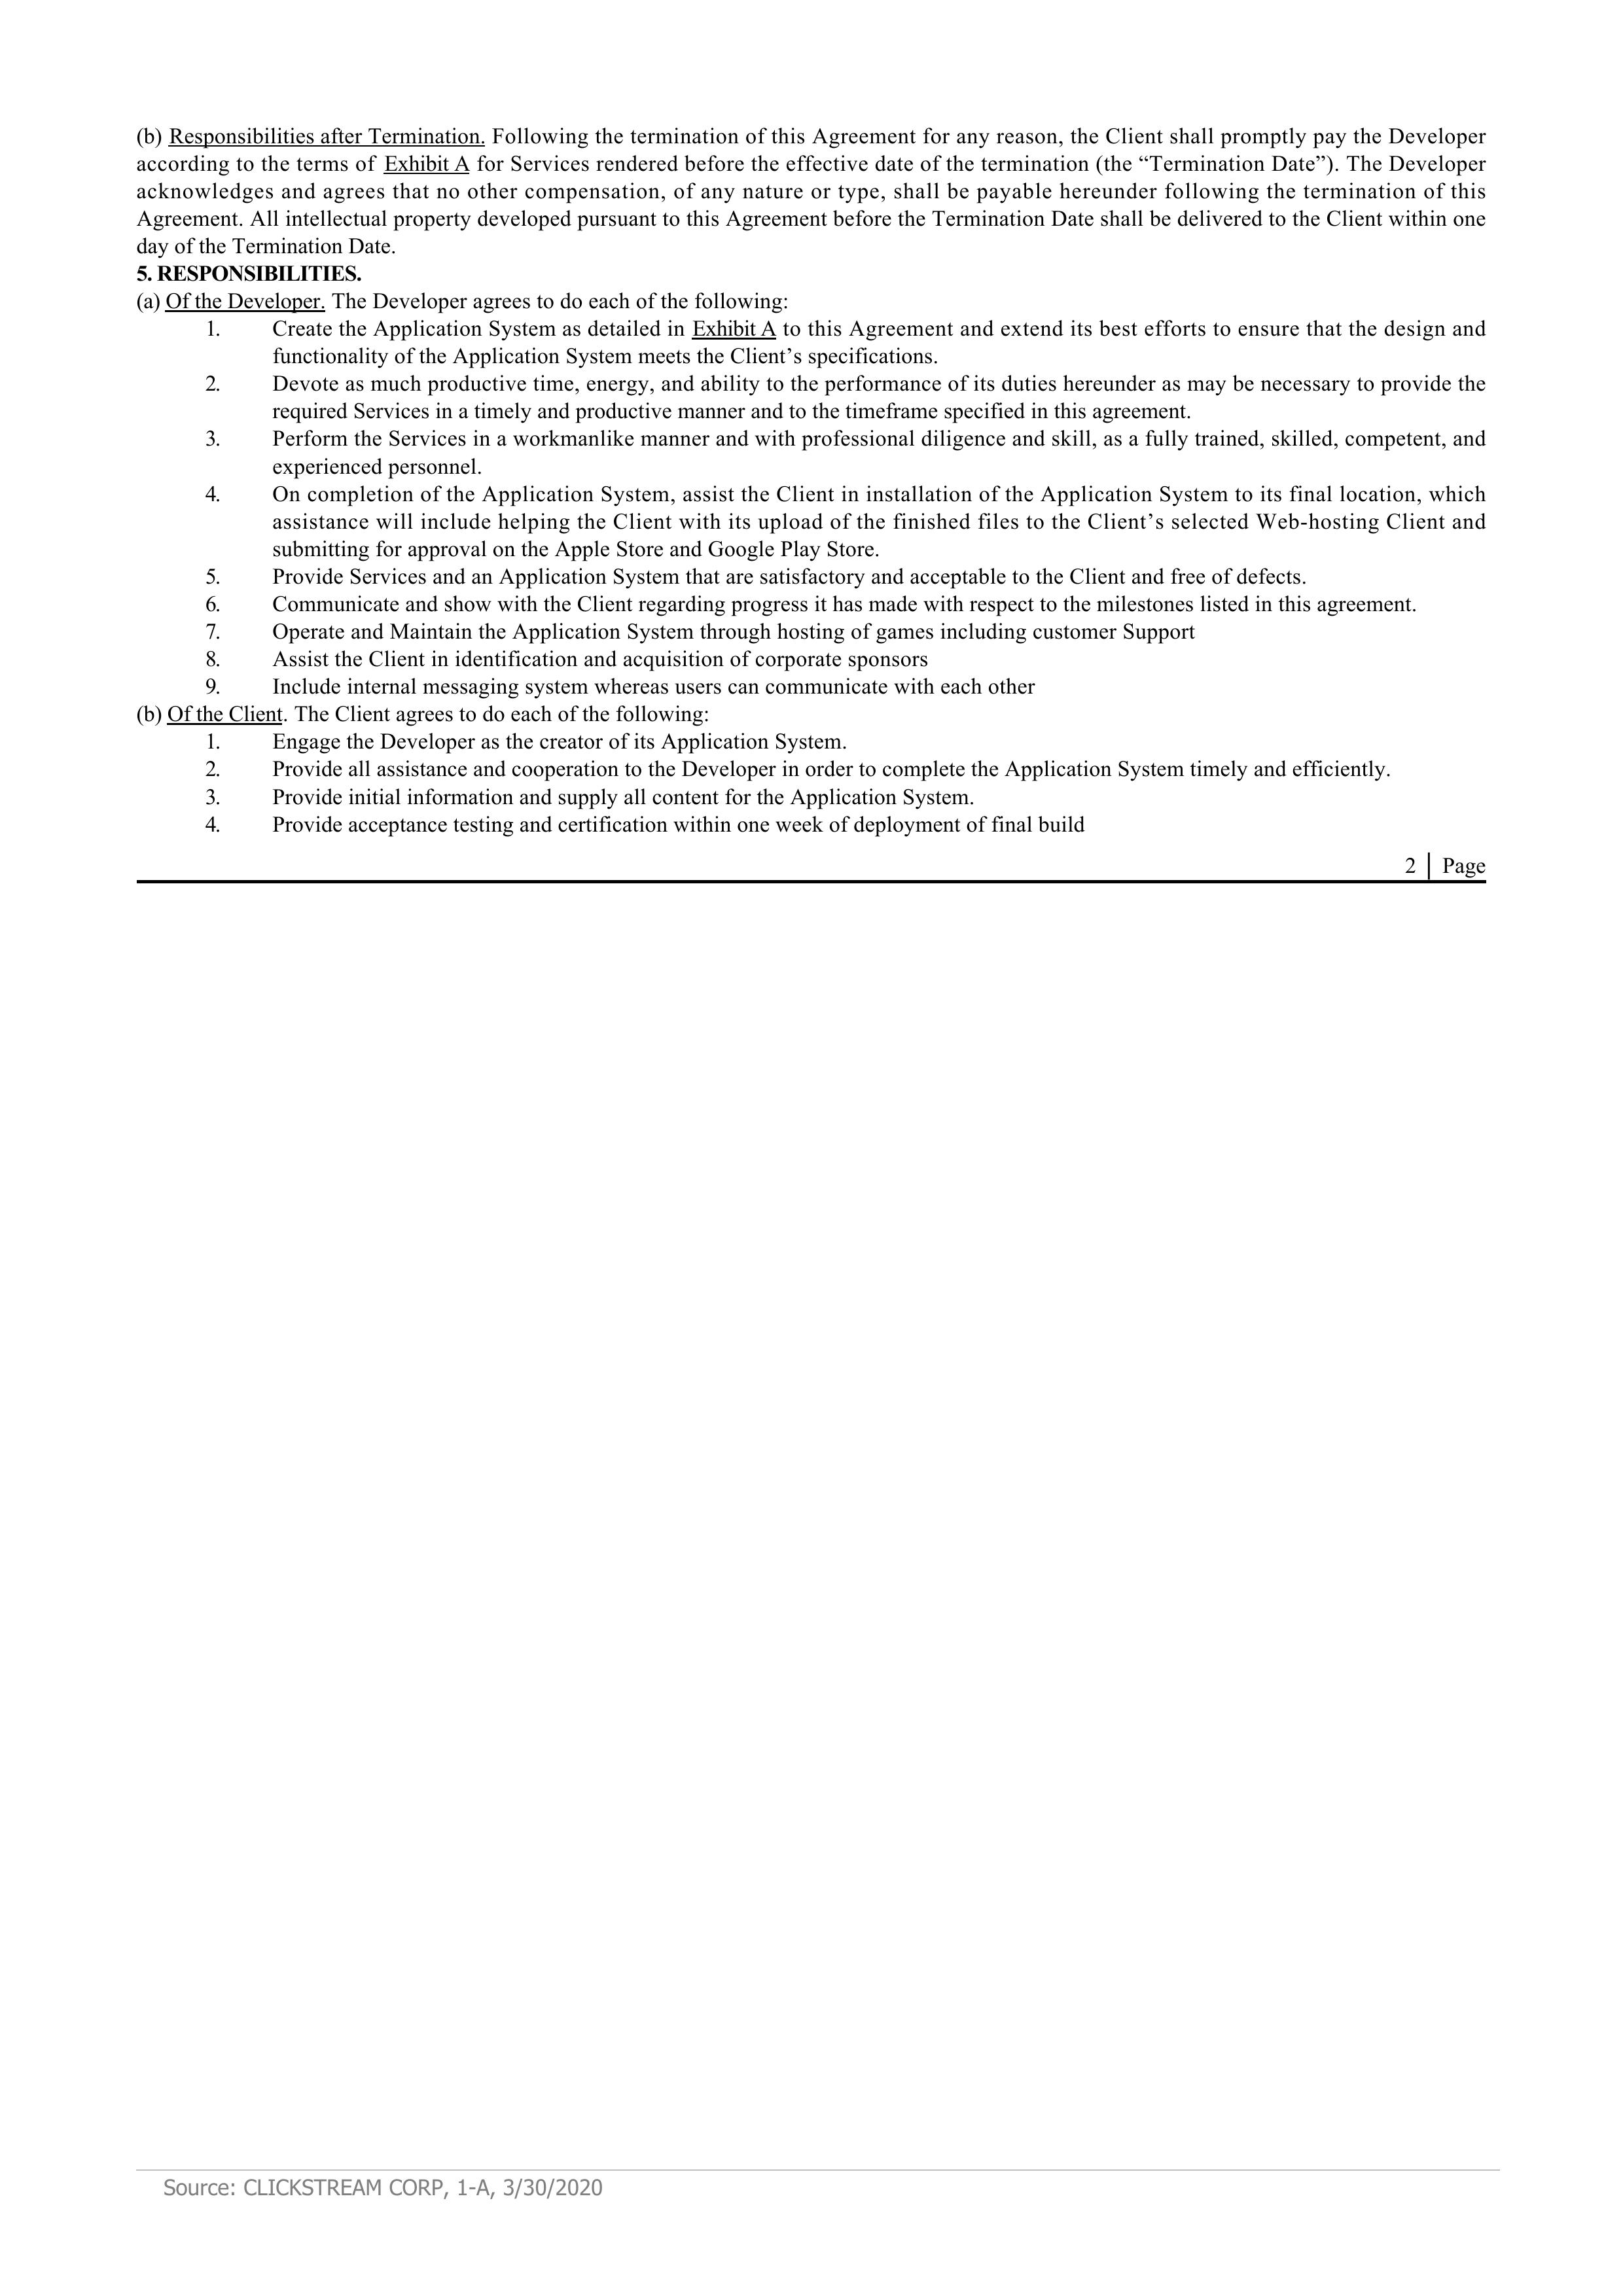 (b) Responsibilities after Termination. Following the termination of this Agreement for any reason, the Client shall promptly pay the Developer
according to the terms of Exhibit A for Services rendered before the effective date of the termination (the “Termination Date”). The Developer
acknowledges and agrees that no other compensation, of any nature or type, shall be payable hereunder following the termination of this
Agreement. All intellectual property developed pursuant to this Agreement before the Termination Date shall be delivered to the Client within one
day of the Termination Date.
5. RESPONSIBILITIES.
(a) Of the Developer. The Developer agrees to do each of the following:
1. Create the Application System as detailed in Exhibit A to this Agreement and extend its best efforts to ensure that the design and
functionality of the Application System meets the Client’s specifications.
2. Devote as much productive time, energy, and ability to the performance of its duties hereunder as may be necessary to provide the
required Services in a timely and productive manner and to the timeframe specified in this agreement.
3. Perform the Services in a workmanlike manner and with professional diligence and skill, as a fully trained, skilled, competent, and
experienced personnel.
4. On completion of the Application System, assist the Client in installation of the Application System to its final location, which
assistance will include helping the Client with its upload of the finished files to the Client’s selected Web-hosting Client and
submitting for approval on the Apple Store and Google Play Store.
5. Provide Services and an Application System that are satisfactory and acceptable to the Client and free of defects.
6. Communicate and show with the Client regarding progress it has made with respect to the milestones listed in this agreement.
7. Operate and Maintain the Application System through hosting of games including customer Support
8. Assist the Client in identification and acquisition of corporate sponsors
9. Include internal messaging system whereas users can communicate with each other
(b) Of the Client. The Client agrees to do each of the following:
1. Engage the Developer as the creator of its Application System.
2. Provide all assistance and cooperation to the Developer in order to complete the Application System timely and efficiently.
3. Provide initial information and supply all content for the Application System.
4. Provide acceptance testing and certification within one week of deployment of final build
2 | Page
Source: CLICKSTREAM CORP, 1-A, 3/30/2020